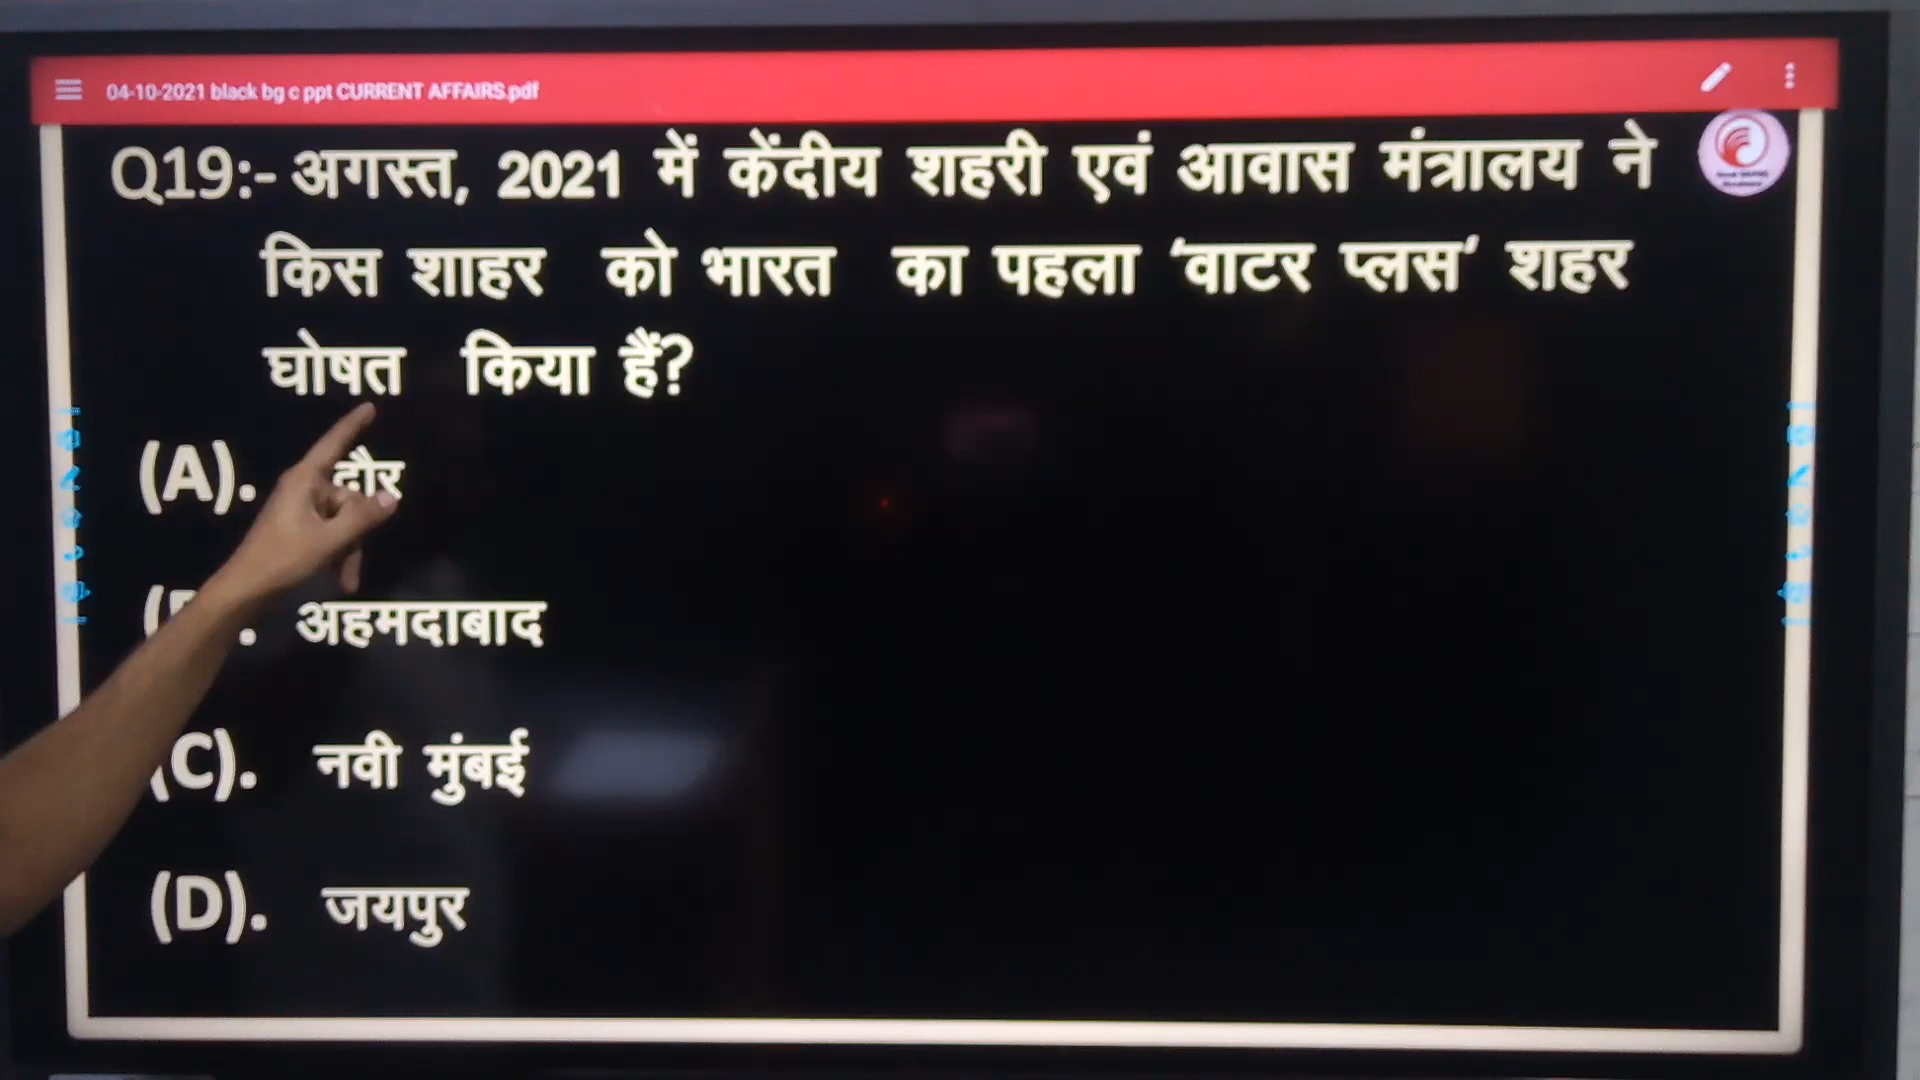 04-10-2021 black bg c ppt CURRENT AFFAIRS.pdf
Q19:- अगस्त, 2021 में केंदीय शहरी एवं आवास मंत्रालय ने
किस शाहर को भारत का पहला ‘वाटर प्लस’ शहर
घोषत किया हैं?
(A). दौर
अहमदाबाद
(C). नवी मुंबई
(D). जयपुर